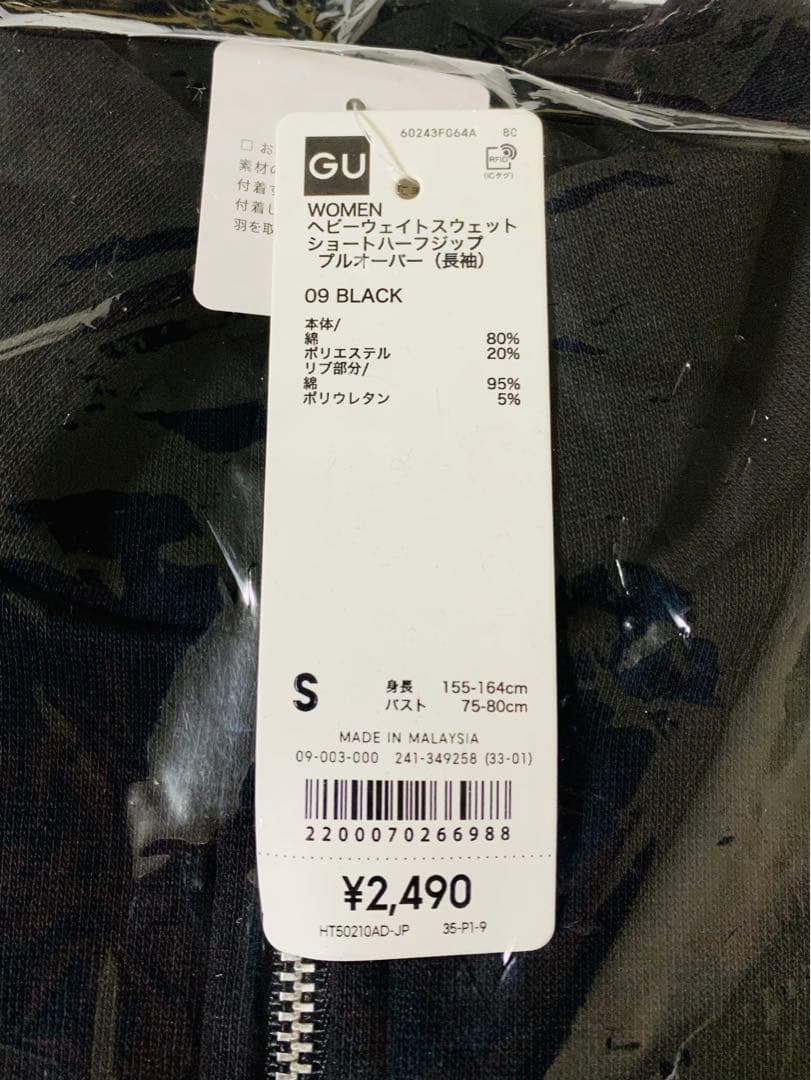 60243F064A 80
GU
RFID
(ICタグ)
WOMEN
ヘビーウェイトスウェット
ショートハーフジップ
プルオーバー（長袖）
09 BLACK
本体/
綿 80%
ポリエステル 20%
リブ部分/
綿 95%
ポリウレタン 5%
S 身長 155-164cm
バスト 75-80cm
MADE IN MALAYSIA
09-003-000 241-349258 (33-01)
2200070266988
¥2,490
HT50210AD-JP 35-P1-9
□ お
素材の
付着
付着し
羽を取